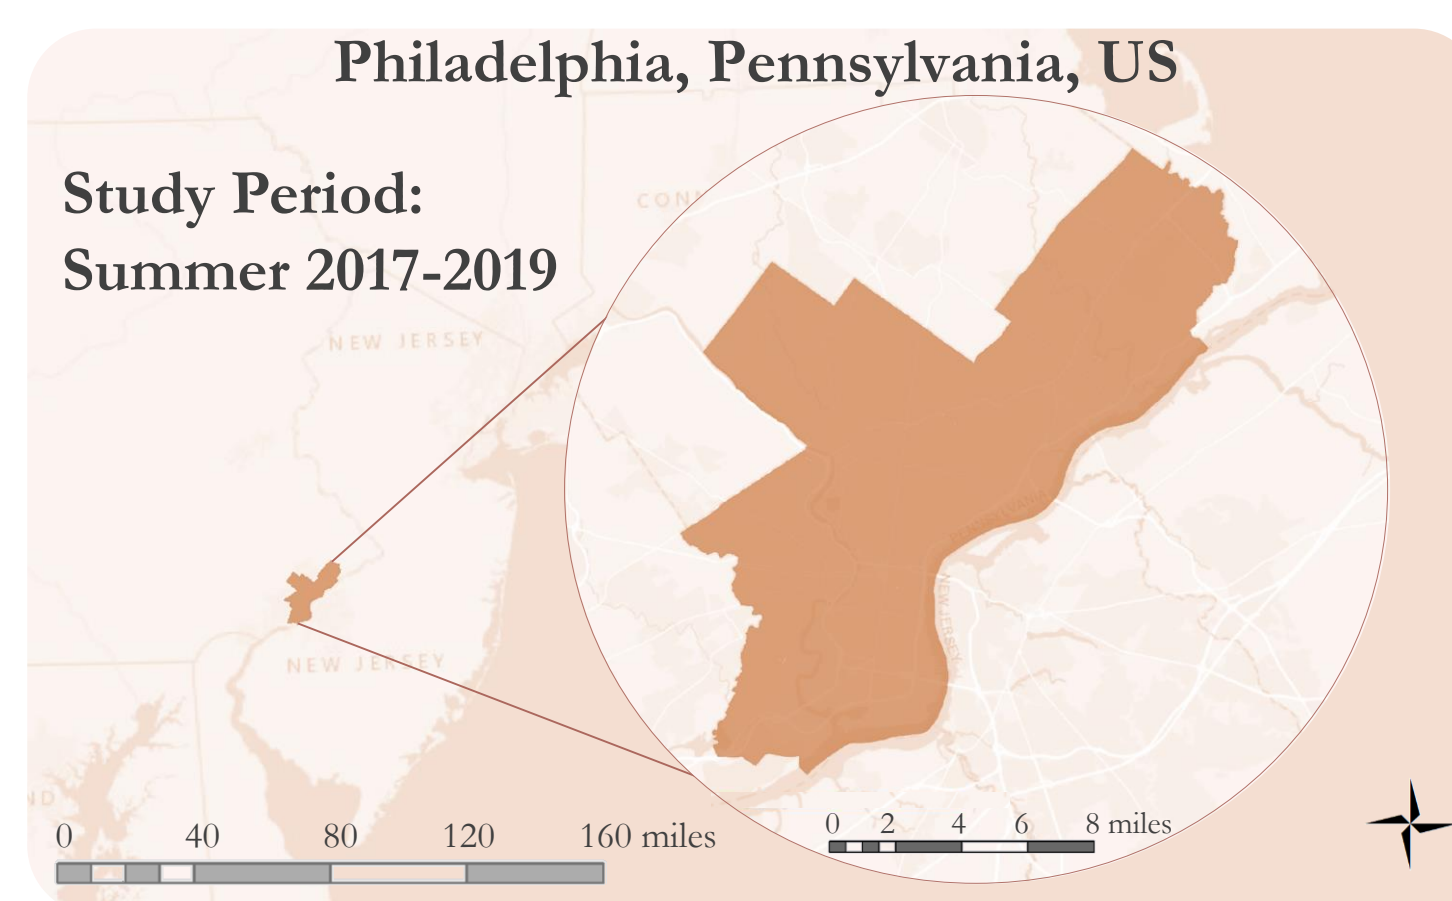 Philadelphia, Pennsylvania, US
Study Period:
Summer 2017-2019
CONN
NEW JERSEY
PENNSYLVANIA
NEW JERSEY
NEW JERSEY
ND
0 40 80 120 160 miles
0 2 4 6 8 miles